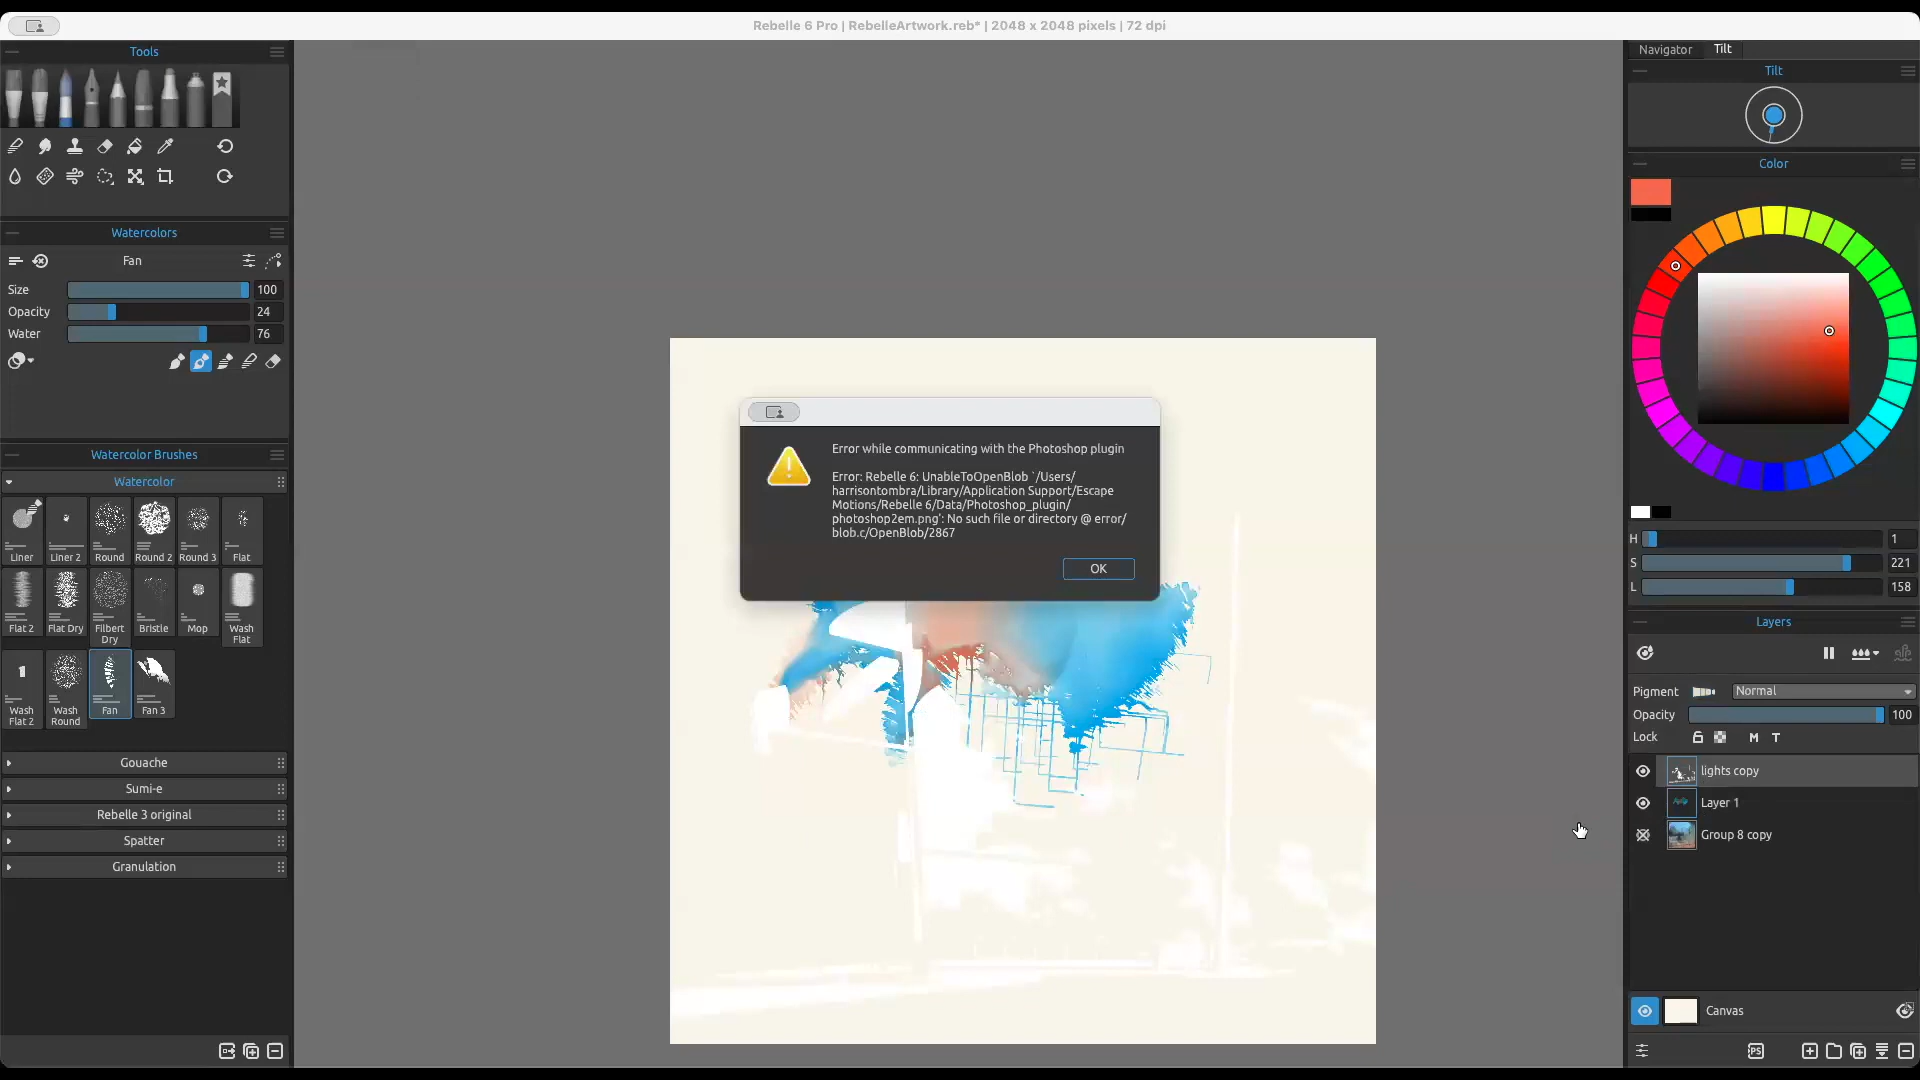 Rebelle 6 Pro | RebelleArtwork.reb* | 2048 x 2048 pixels | 72 dpi
Tools
Watercolors
Fan
Size 100
Opacity 24
Water 76
Watercolor Brushes
Watercolor
Liner Liner 2 Round Round 2 Round 3 Flat
Flat 2 Flat Dry Filbert Dry Bristle Mop Wash Flat
Wash Flat 2 Wash Round Fan Fan 3
Gouache
Sumi-e
Rebelle 3 original
Spatter
Granulation
Error while communicating with the Photoshop plugin
Error: Rebelle 6: UnableToOpenBlob `/Users/
harrisontombra/Library/Application Support/Escape
Motions/Rebelle 6/Data/Photoshop_plugin/
photoshop2em.png': No such file or directory @ error/
blob.c/OpenBlob/2867
OK
Navigator Tilt
Tilt
Color
H 1
S 221
L 158
Layers
Pigment Normal
Opacity 100
Lock M T
lights copy
Layer 1
Group 8 copy
Canvas
PS